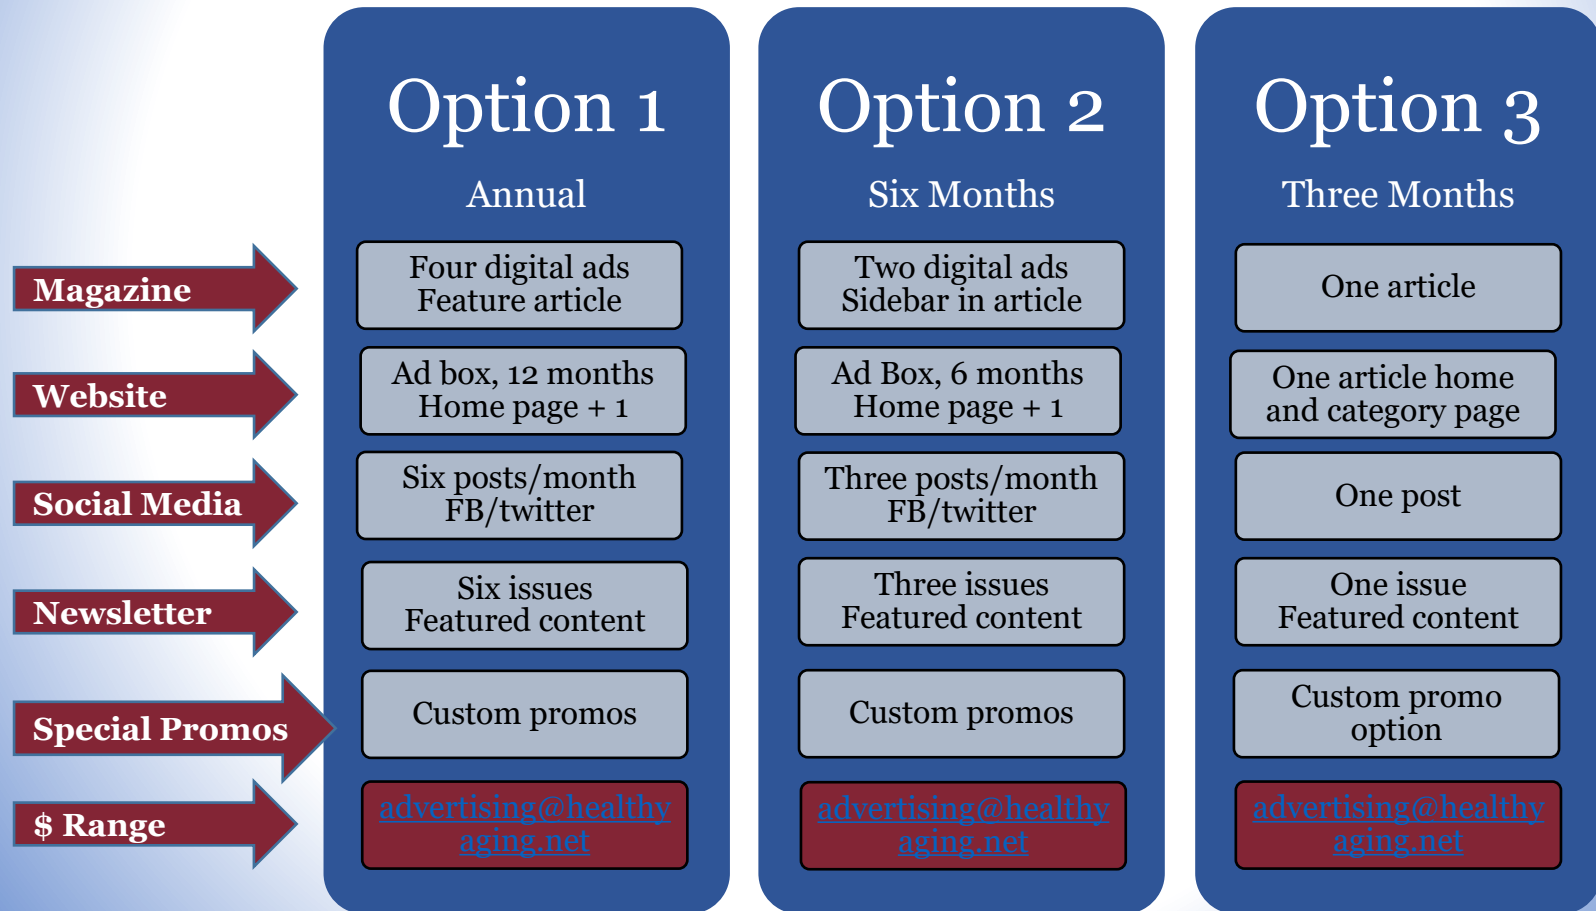 Option 1
Option 2
Option 3
Annual
Six Months
Three Months
Magazine
Four digital ads
Feature article
Two digital ads
Sidebar in article
One article
Website
Ad box, 12 months
Home page + 1
Ad Box, 6 months
Home page + 1
One article home
and category page
Social Media
Six posts/month
FB/twitter
Three posts/month
FB/twitter
One post
Newsletter
Six issues
Featured content
Three issues
Featured content
One issue
Featured content
Special Promos
Custom promos
Custom promos
Custom promo
option
$ Range
advertising@healthy
aging.net
advertising@healthy
aging.net
advertising@healthy
aging.net